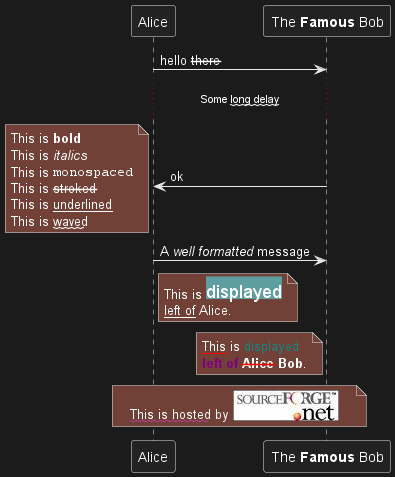 Alice
The Famous Bob
hello there
Some long delay
This is bold
This is italics
This is monospaced
This is stroked
This is underlined
This is waved
ok
A well formatted message
This is displayed
left of Alice.
This is displayed
left of Alice Bob.
This is hosted by SOURCEFORGE™.net
Alice
The Famous Bob